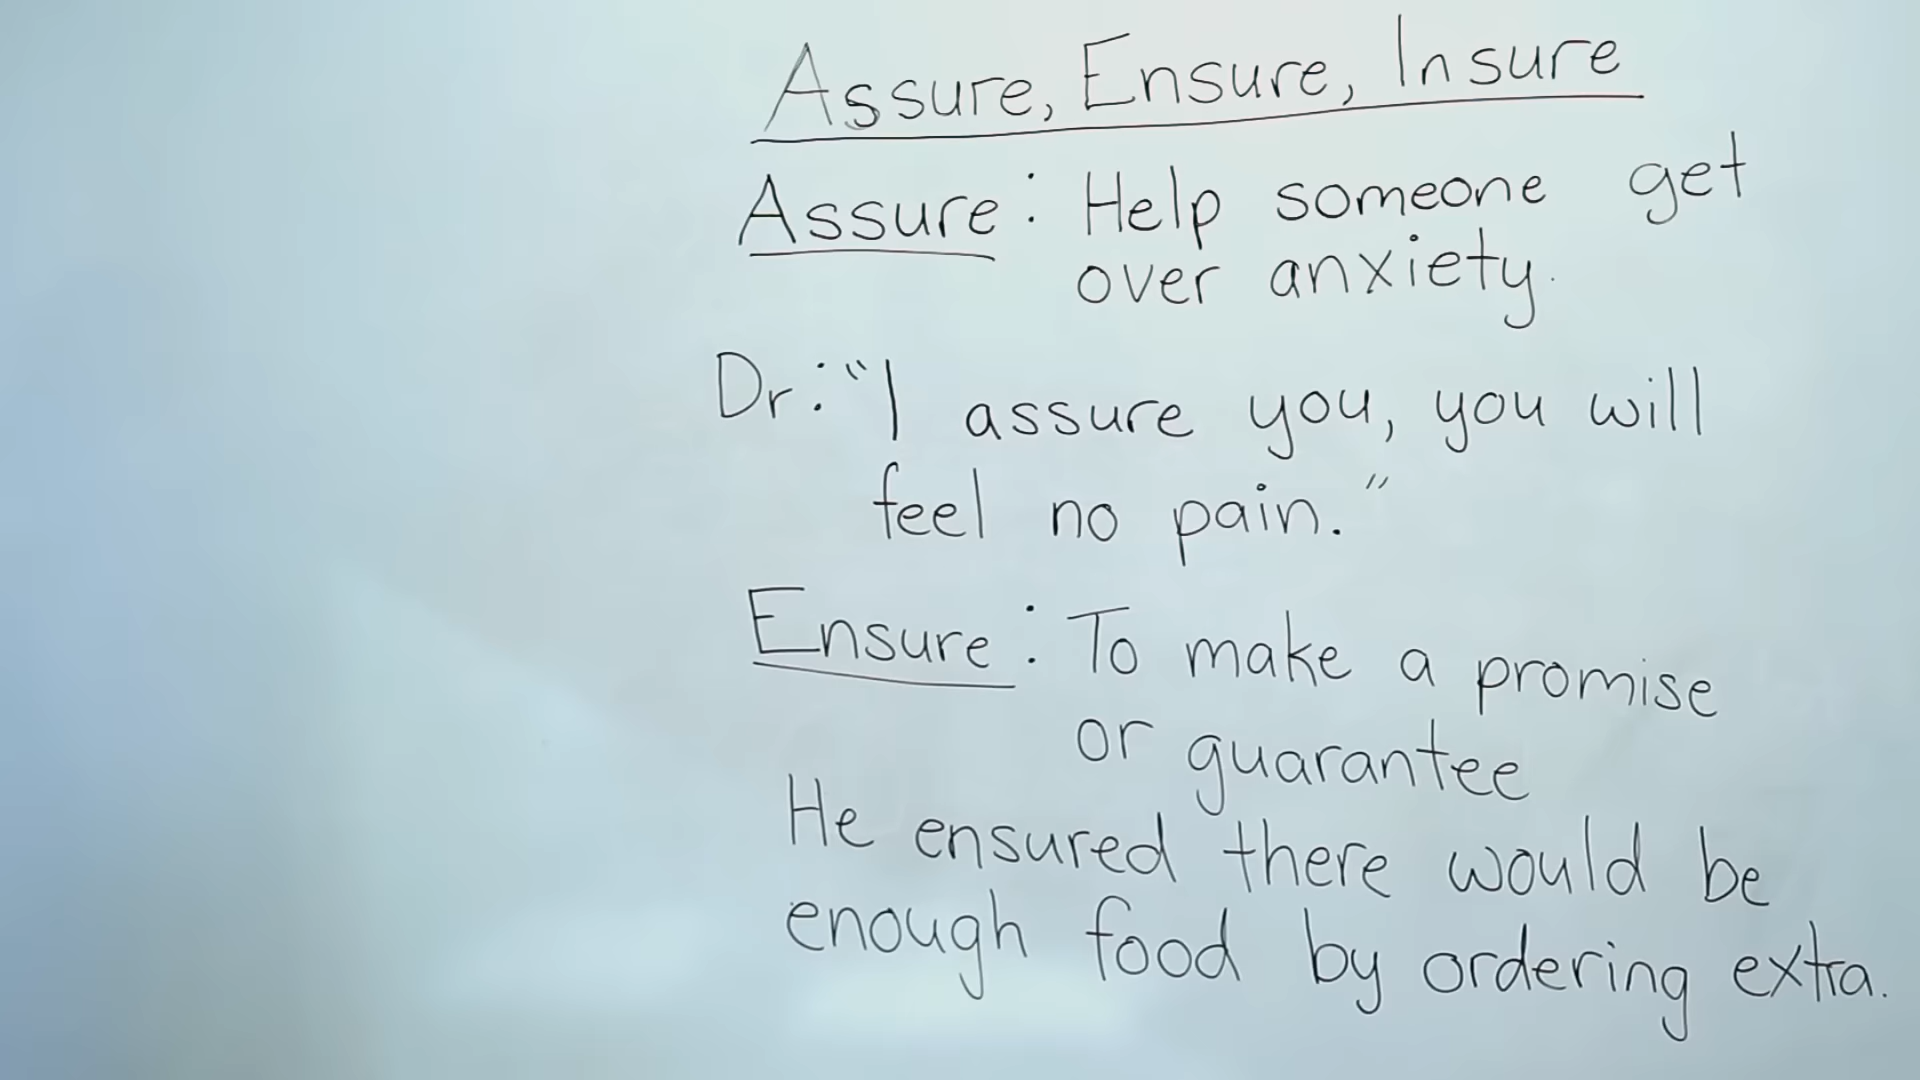 Assure, Ensure, Insure
Assure: Help someone get
over anxiety.
Dr: "I assure you, you will
feel no pain."
Ensure: To make a promise
or guarantee
He ensured there would be
enough food by ordering extra.